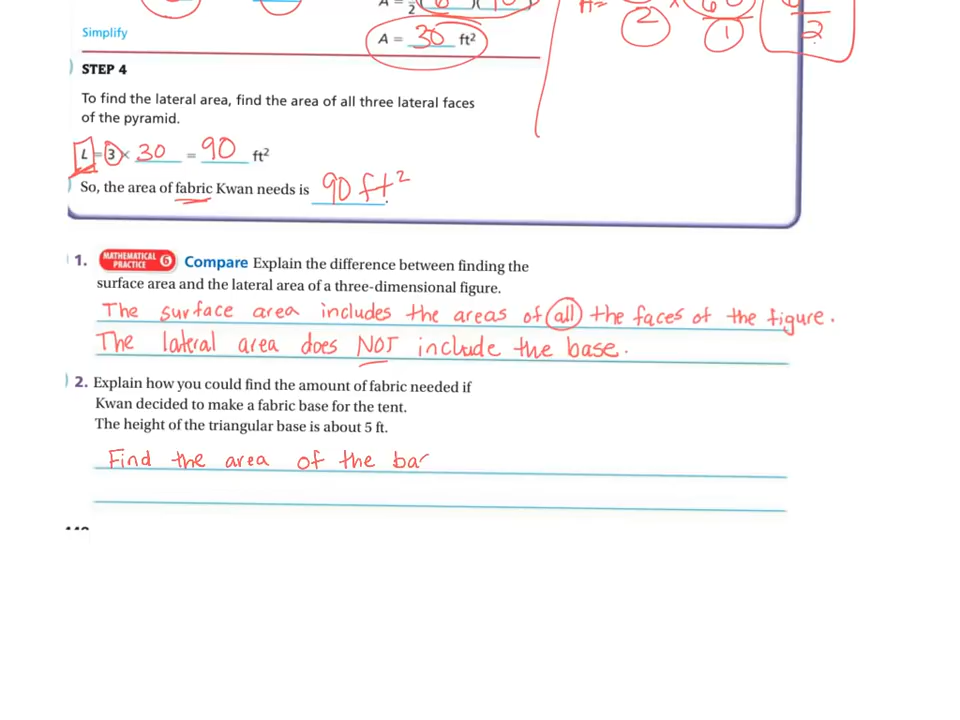 Simplify
A = 30 ft²
2
1
2
STEP 4
To find the lateral area, find the area of all three lateral faces
of the pyramid.
L = 3 × 30 = 90 ft²
So, the area of fabric Kwan needs is 90 ft²
1. MATHEMATICAL PRACTICE 6 Compare Explain the difference between finding the
surface area and the lateral area of a three-dimensional figure.
The surface area includes the areas of all the faces of the figure.
The lateral area does NOT include the base.
2. Explain how you could find the amount of fabric needed if
Kwan decided to make a fabric base for the tent.
The height of the triangular base is about 5 ft.
Find the area of the bas